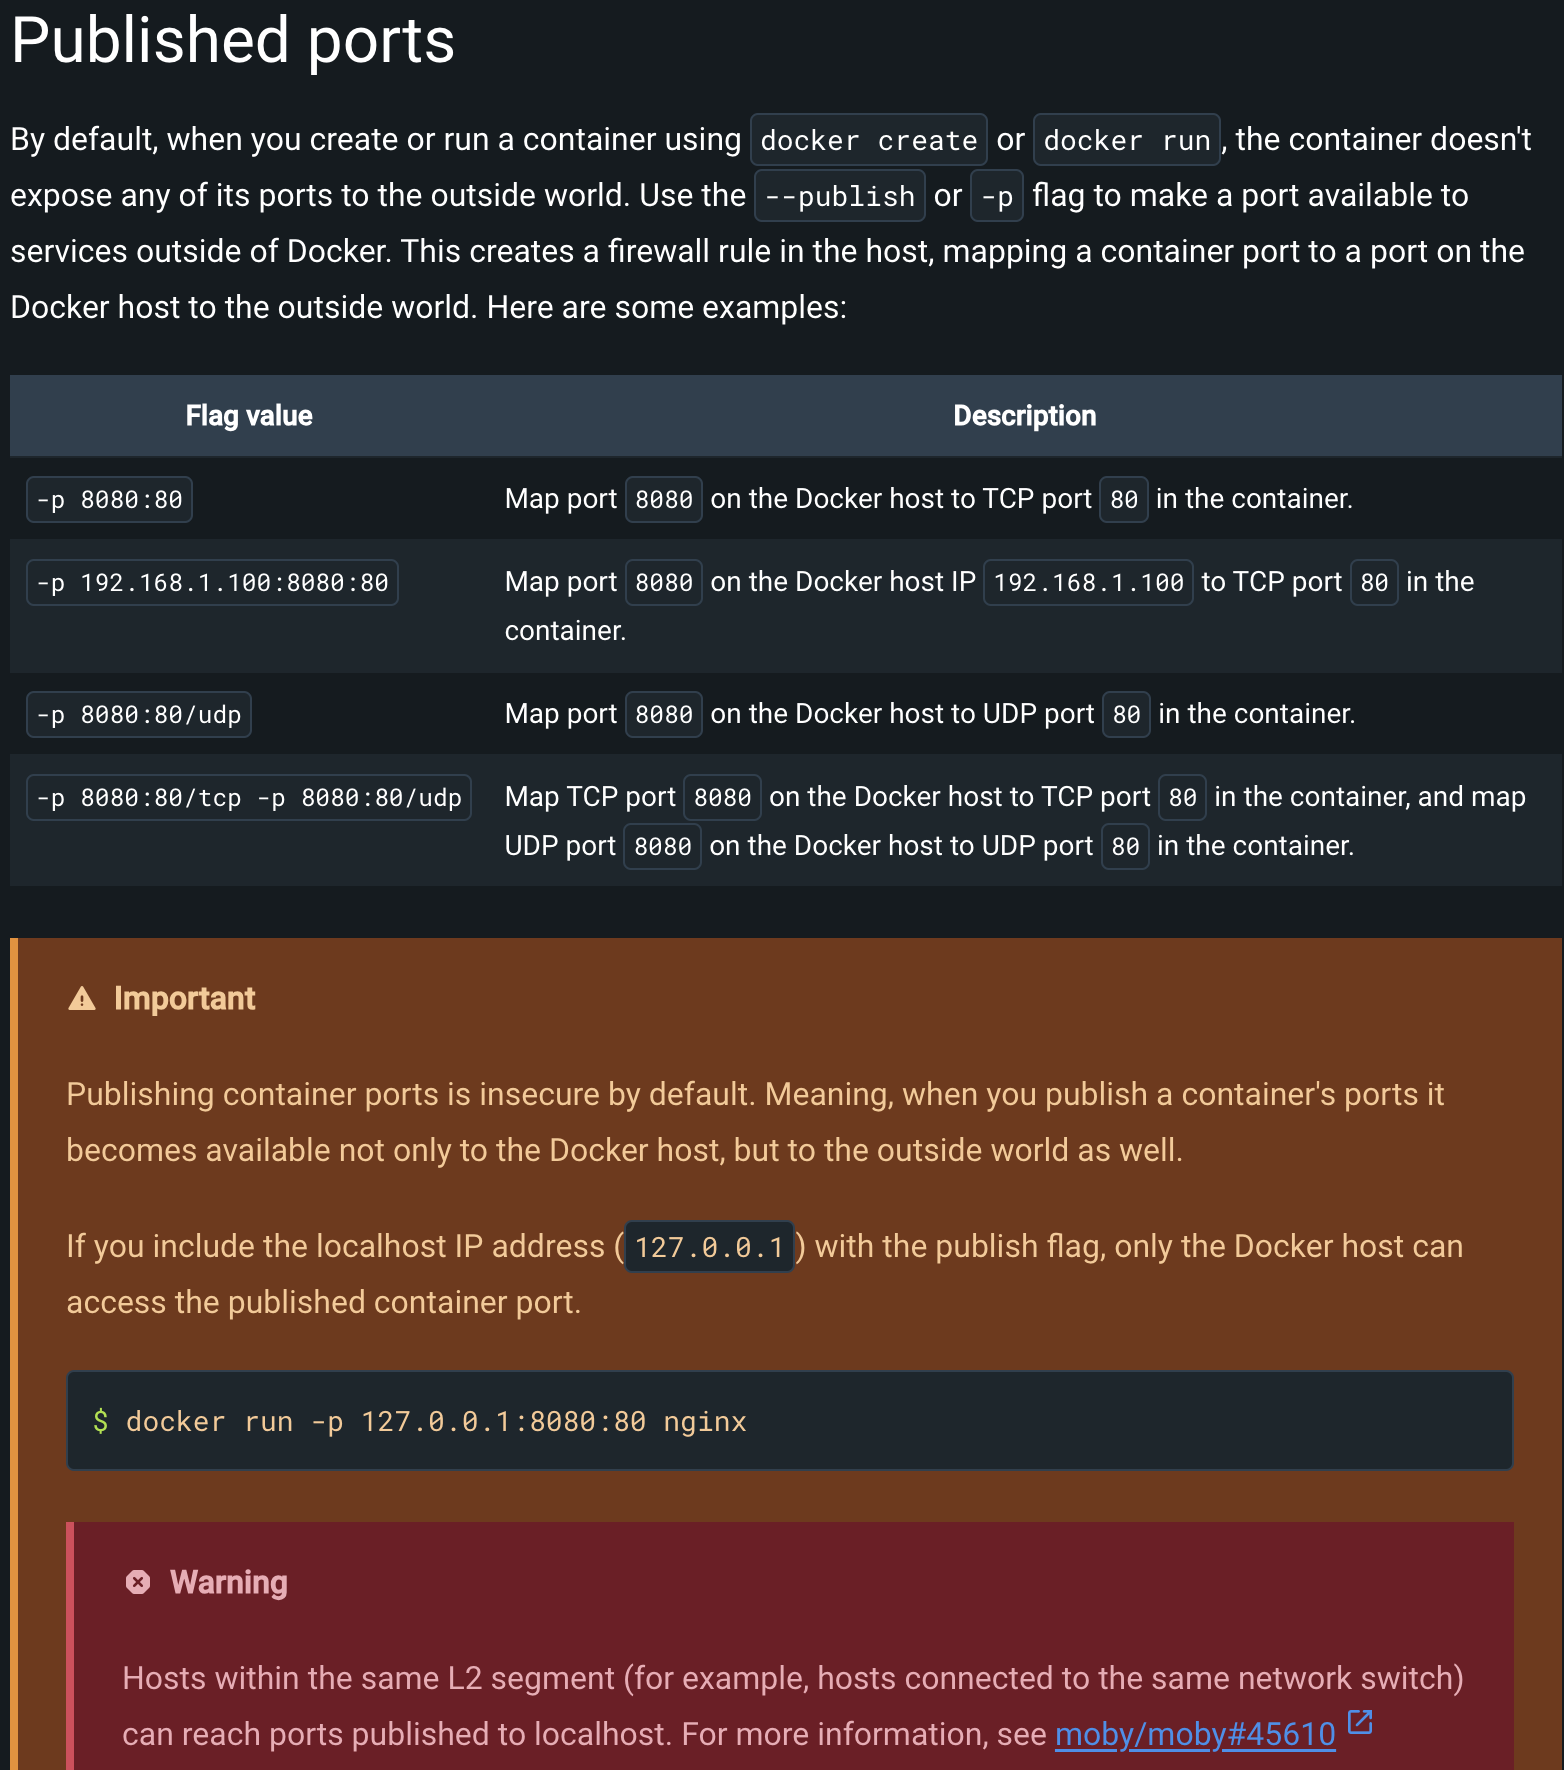 Published ports
By default, when you create or run a container using docker create or docker run, the container doesn't
expose any of its ports to the outside world. Use the --publish or -p flag to make a port available to
services outside of Docker. This creates a firewall rule in the host, mapping a container port to a port on the
Docker host to the outside world. Here are some examples:
Flag value Description
-p 8080:80 Map port 8080 on the Docker host to TCP port 80 in the container.
-p 192.168.1.100:8080:80 Map port 8080 on the Docker host IP 192.168.1.100 to TCP port 80 in the
container.
-p 8080:80/udp Map port 8080 on the Docker host to UDP port 80 in the container.
-p 8080:80/tcp -p 8080:80/udp Map TCP port 8080 on the Docker host to TCP port 80 in the container, and map
UDP port 8080 on the Docker host to UDP port 80 in the container.
Important
Publishing container ports is insecure by default. Meaning, when you publish a container's ports it
becomes available not only to the Docker host, but to the outside world as well.
If you include the localhost IP address (127.0.0.1) with the publish flag, only the Docker host can
access the published container port.
$ docker run -p 127.0.0.1:8080:80 nginx
Warning
Hosts within the same L2 segment (for example, hosts connected to the same network switch)
can reach ports published to localhost. For more information, see moby/moby#45610